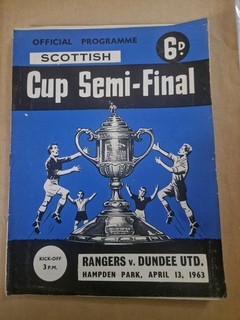 OFFICIAL PROGRAMME
SCOTTISH
6D.
Cup Semi-Final
KICK-OFF
3 P.M.
RANGERS v. DUNDEE UTD.
HAMPDEN PARK, APRIL 13, 1963